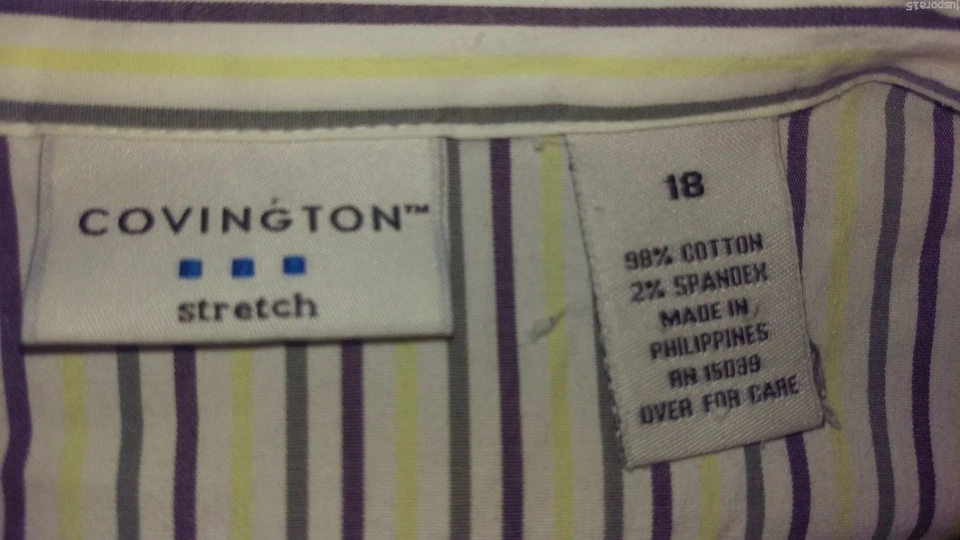 COVINGTON™
stretch
18
98% COTTON
2% SPANDEX
MADE IN
PHILIPPINES
RN 15099
OVER FOR CARE